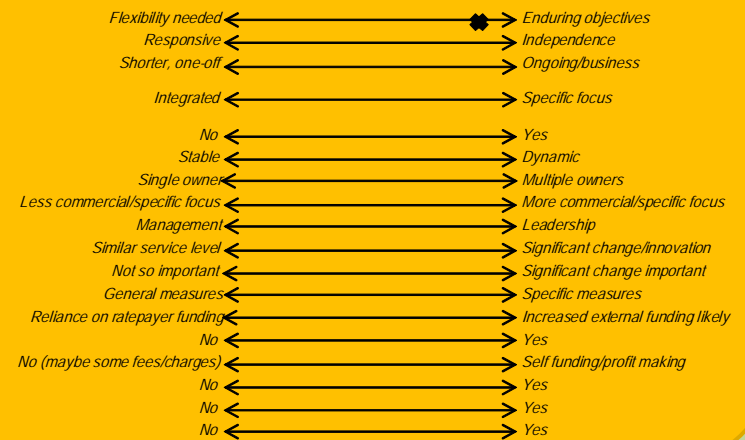 Flexibility needed Enduring objectives
Responsive Independence
Shorter, one-off Ongoing/business
Integrated Specific focus
No Yes
Stable Dynamic
Single owner Multiple owners
Less commercial/specific focus More commercial/specific focus
Management Leadership
Similar service level Significant change/innovation
Not so important Significant change important
General measures Specific measures
Reliance on ratepayer funding Increased external funding likely
No Yes
No (maybe some fees/charges) Self funding/profit making
No Yes
No Yes
No Yes